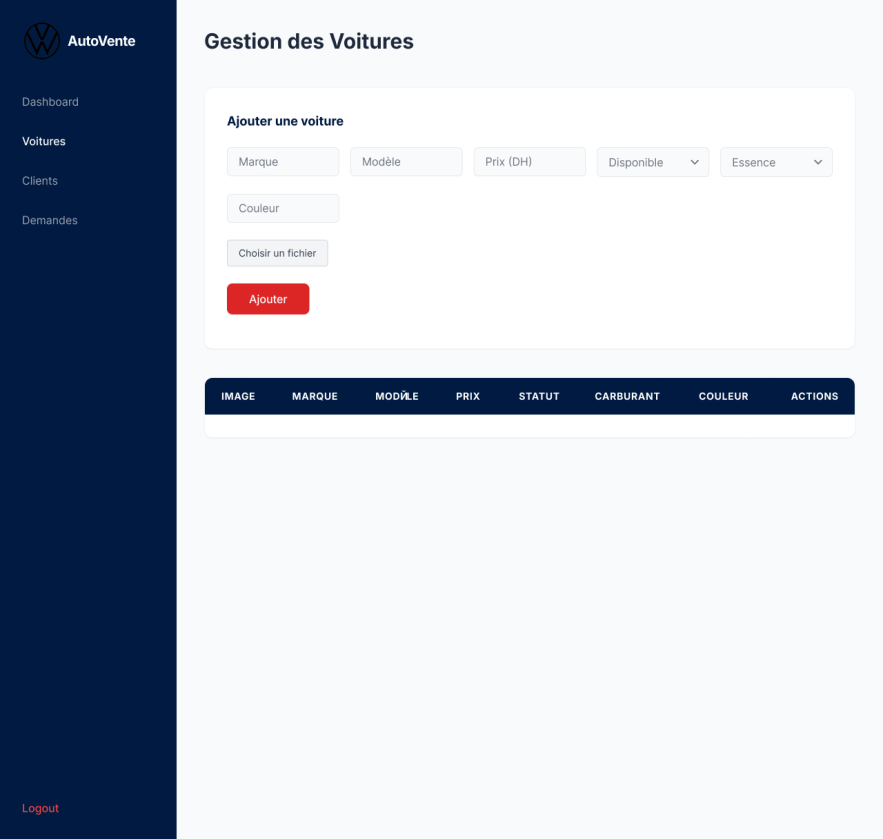 AutoVente
Dashboard
Voitures
Clients
Demandes
Logout
Gestion des Voitures
Ajouter une voiture
Marque Modèle Prix (DH) Disponible Essence
Couleur
Choisir un fichier
Ajouter
IMAGE MARQUE MODÈLE PRIX STATUT CARBURANT COULEUR ACTIONS